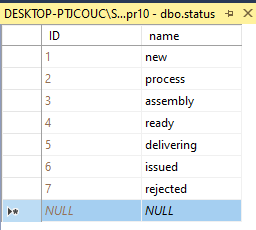 DESKTOP-PTJCOUC\S...pr10 - dbo.status
ID name
1 new
2 process
3 assembly
4 ready
5 delivering
6 issued
7 rejected
NULL NULL